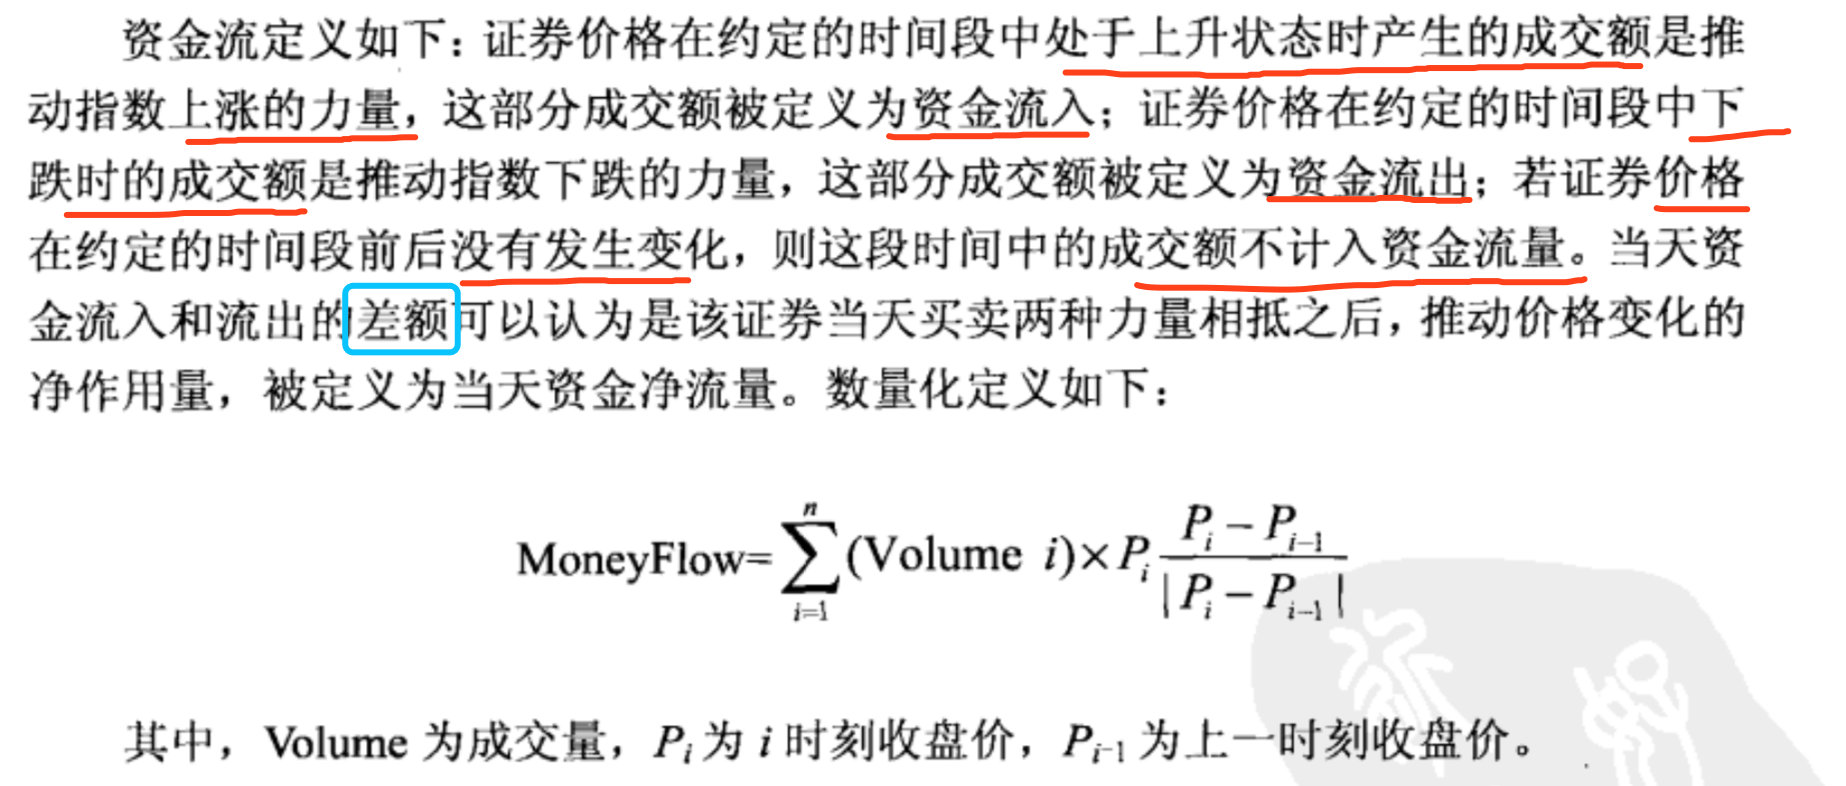 资金流定义如下：证券价格在约定的时间段中处于上升状态时产生的成交额是推
动指数上涨的力量，这部分成交额被定义为资金流入；证券价格在约定的时间段中下
跌时的成交额是推动指数下跌的力量，这部分成交额被定义为资金流出；若证券价格
在约定的时间段前后没有发生变化，则这段时间中的成交额不计入资金流量。当天资
金流入和流出的差额可以认为是该证券当天买卖两种力量相抵之后，推动价格变化的
净作用量，被定义为当天资金净流量。数量化定义如下：
MoneyFlow=∑_{i=1}^{n}(Volume i)×P_i (P_i−P_{i−1})/|P_i−P_{i−1}|
其中，Volume 为成交量，P_i 为 i 时刻收盘价，P_{i-1} 为上一时刻收盘价。